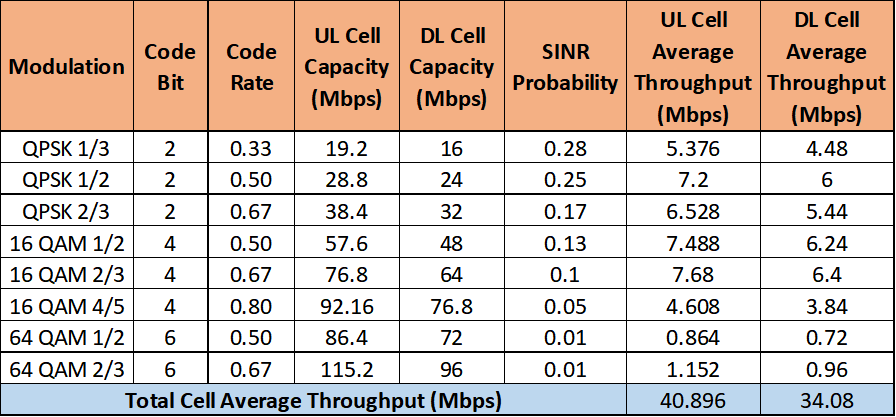 Modulation Code Bit Code Rate UL Cell Capacity (Mbps) DL Cell Capacity (Mbps) SINR Probability UL Cell Average Throughput (Mbps) DL Cell Average Throughput (Mbps)
QPSK 1/3 2 0.33 19.2 16 0.28 5.376 4.48
QPSK 1/2 2 0.50 28.8 24 0.25 7.2 6
QPSK 2/3 2 0.67 38.4 32 0.17 6.528 5.44
16 QAM 1/2 4 0.50 57.6 48 0.13 7.488 6.24
16 QAM 2/3 4 0.67 76.8 64 0.1 7.68 6.4
16 QAM 4/5 4 0.80 92.16 76.8 0.05 4.608 3.84
64 QAM 1/2 6 0.50 86.4 72 0.01 0.864 0.72
64 QAM 2/3 6 0.67 115.2 96 0.01 1.152 0.96
Total Cell Average Throughput (Mbps) 40.896 34.08